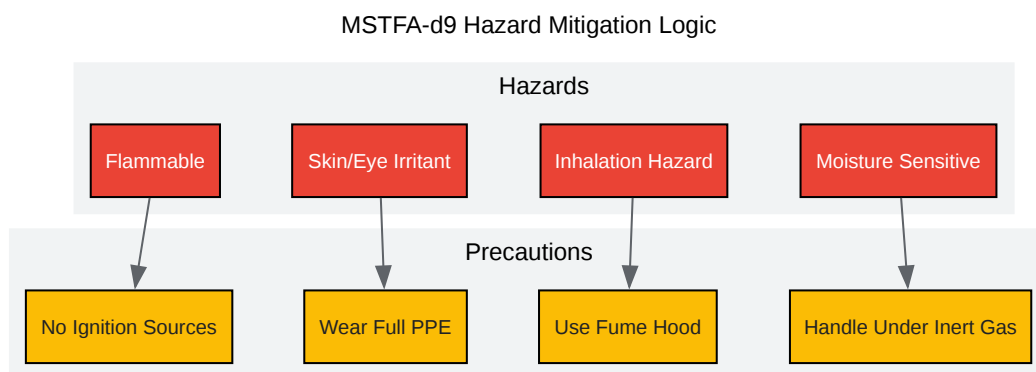 MSTFA-d9 Hazard Mitigation Logic
Hazards
Flammable
Skin/Eye Irritant
Inhalation Hazard
Moisture Sensitive
Precautions
No Ignition Sources
Wear Full PPE
Use Fume Hood
Handle Under Inert Gas